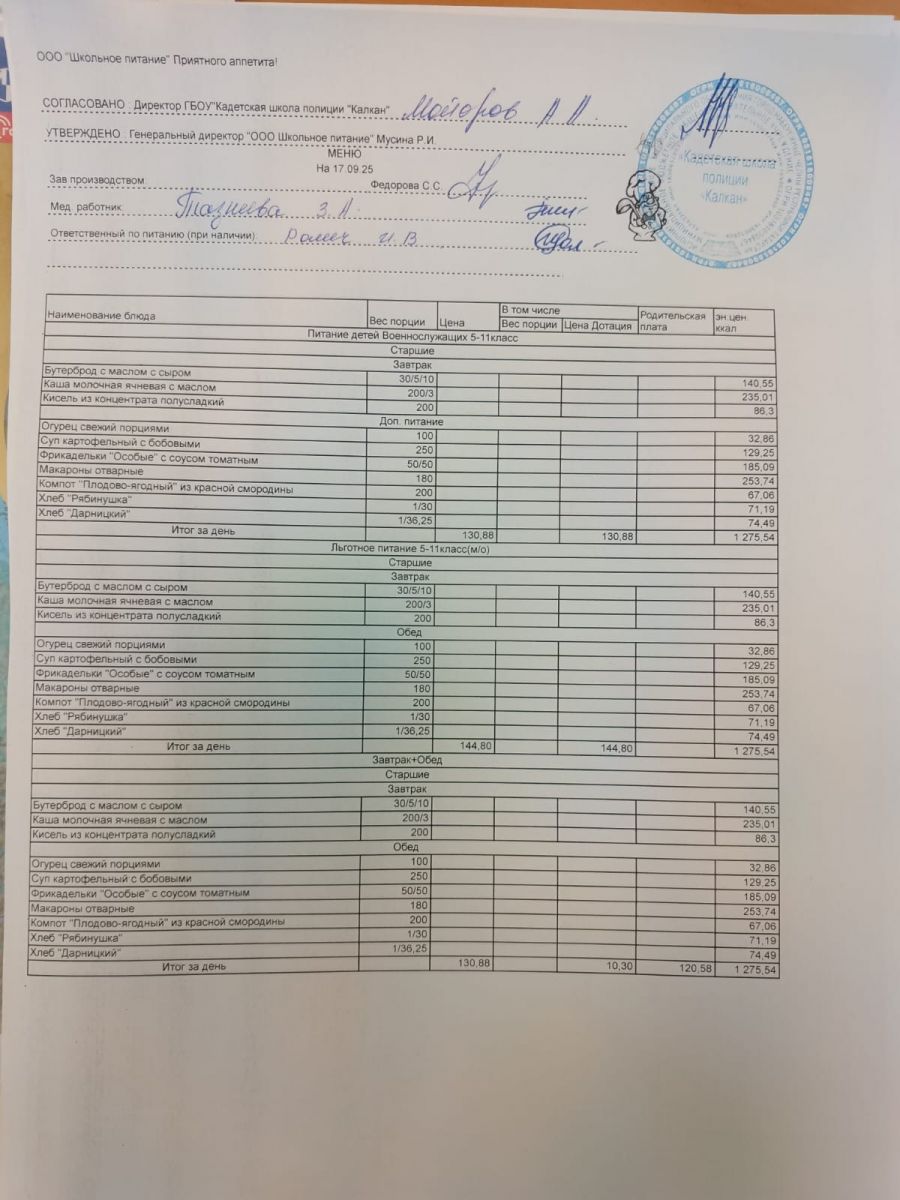 ООО "Школьное питание" Приятного аппетита!
СОГЛАСОВАНО : Директор ГБОУ"Кадетская школа полиции "Калкан" Майоров А А
УТВЕРЖДЕНО : Генеральный директор "ООО Школьное питание" Мусина Р.И.
МЕНЮ
На 17.09.25
Зав производством Федорова С.С.
Мед. работник:
Ответственный по питанию (при наличии): И. В
«Кадетская школа
полиции
«Калкан»
Наименование блюда Вес порции Цена В том числе Вес порции Цена Дотация Родительская плата эн.цен. ккал
Питание детей Военнослужащих 5-11класс
Старшие
Завтрак
Бутерброд с маслом с сыром 30/5/10 140,55
Каша молочная ячневая с маслом 200/3 235,01
Кисель из концентрата полусладкий 200 86,3
Доп. питание
Огурец свежий порциями 100 32,86
Суп картофельный с бобовыми 250 129,25
Фрикадельки "Особые" с соусом томатным 50/50 185,09
Макароны отварные 180 253,74
Компот "Плодово-ягодный" из красной смородины 200 67,06
Хлеб "Рябинушка" 1/30 71,19
Хлеб "Дарницкий" 1/36,25 74,49
Итог за день 130,88 130,88 1 275,54
Льготное питание 5-11класс(м/о)
Старшие
Завтрак
Бутерброд с маслом с сыром 30/5/10 140,55
Каша молочная ячневая с маслом 200/3 235,01
Кисель из концентрата полусладкий 200 86,3
Обед
Огурец свежий порциями 100 32,86
Суп картофельный с бобовыми 250 129,25
Фрикадельки "Особые" с соусом томатным 50/50 185,09
Макароны отварные 180 253,74
Компот "Плодово-ягодный" из красной смородины 200 67,06
Хлеб "Рябинушка" 1/30 71,19
Хлеб "Дарницкий" 1/36,25 74,49
Итог за день 144,80 144,80 1 275,54
Завтрак+Обед
Старшие
Завтрак
Бутерброд с маслом с сыром 30/5/10 140,55
Каша молочная ячневая с маслом 200/3 235,01
Кисель из концентрата полусладкий 200 86,3
Обед
Огурец свежий порциями 100 32,86
Суп картофельный с бобовыми 250 129,25
Фрикадельки "Особые" с соусом томатным 50/50 185,09
Макароны отварные 180 253,74
Компот "Плодово-ягодный" из красной смородины 200 67,06
Хлеб "Рябинушка" 1/30 71,19
Хлеб "Дарницкий" 1/36,25 74,49
Итог за день 130,88 10,30 120,58 1 275,54